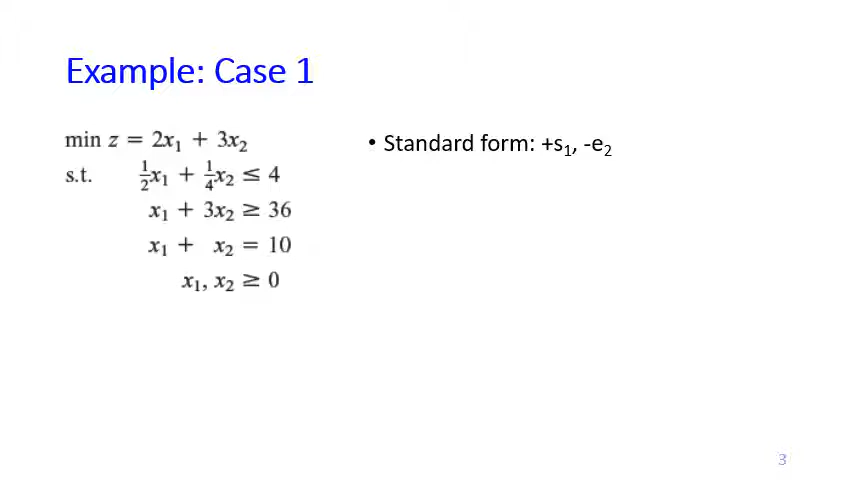 Example: Case 1
min z = 2x₁ + 3x₂
s.t. ½x₁ + ¼x₂ ≤ 4
x₁ + 3x₂ ≥ 36
x₁ + x₂ = 10
x₁, x₂ ≥ 0
• Standard form: +s₁, -e₂
3